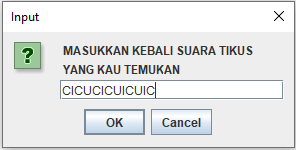 Input
MASUKKAN KEBALI SUARA TIKUS
YANG KAU TEMUKAN
CICUCICUICUIC
OK Cancel